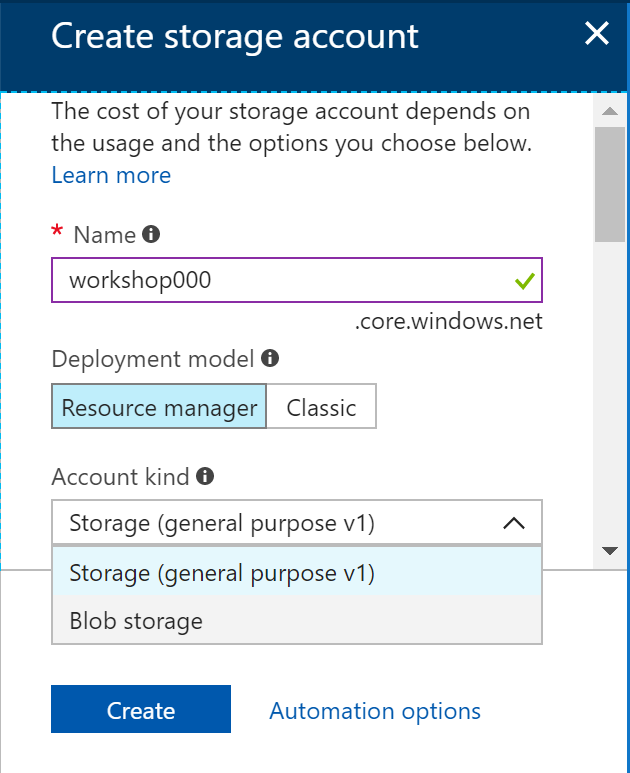 Create storage account
The cost of your storage account depends on
the usage and the options you choose below.
Learn more
* Name
workshop000
.core.windows.net
Deployment model
Resource manager Classic
Account kind
Storage (general purpose v1)
Storage (general purpose v1)
Blob storage
Create Automation options